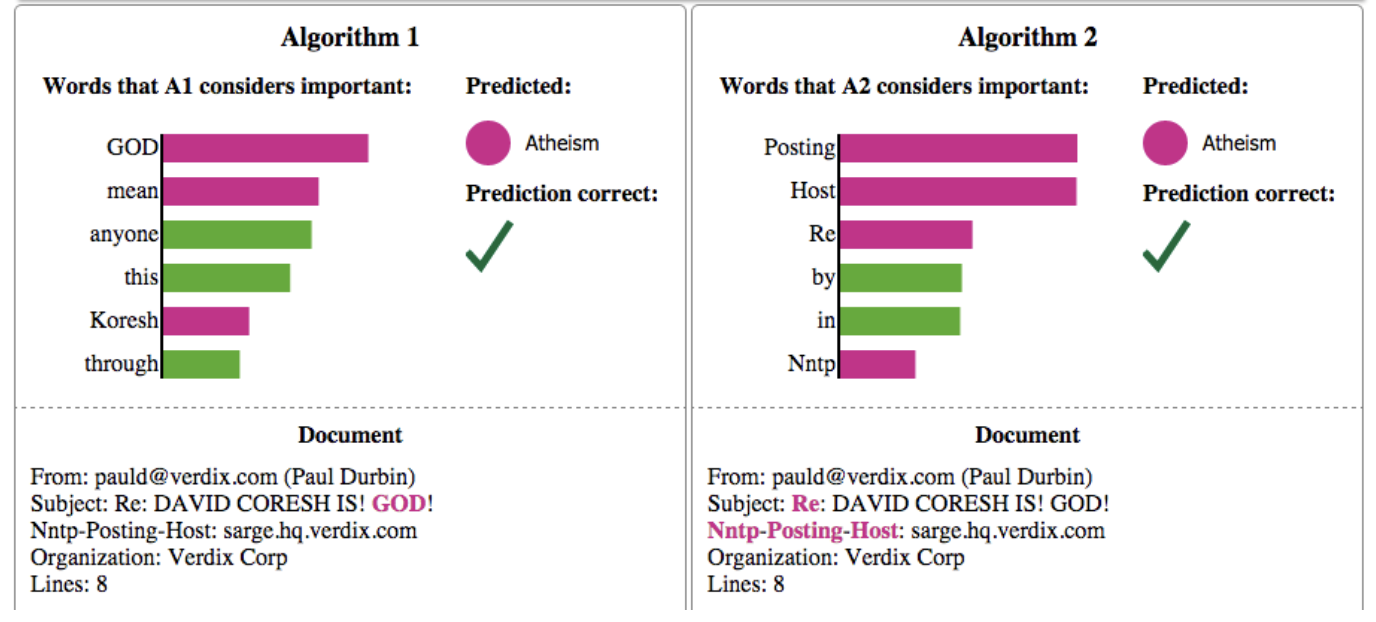 Algorithm 1
Words that A1 considers important:
Predicted:
GOD
mean
anyone
this
Koresh
through
Atheism
Prediction correct:
Document
From: pauld@verdix.com (Paul Durbin)
Subject: Re: DAVID CORESH IS! GOD!
Nntp-Posting-Host: sarge.hq.verdix.com
Organization: Verdix Corp
Lines: 8
Algorithm 2
Words that A2 considers important:
Predicted:
Posting
Host
Re
by
in
Nntp
Atheism
Prediction correct:
Document
From: pauld@verdix.com (Paul Durbin)
Subject: Re: DAVID CORESH IS! GOD!
Nntp-Posting-Host: sarge.hq.verdix.com
Organization: Verdix Corp
Lines: 8